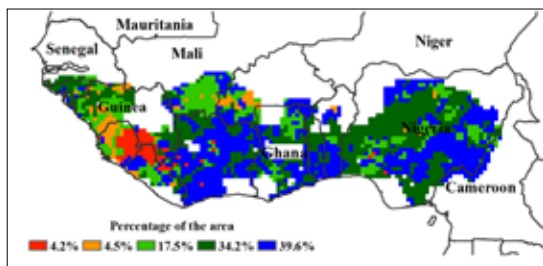 Mauritania
Senegal
Mali
Niger
Guinea
Nigeria
Ghana
Cameroon
Percentage of the area
4.2% 4.5% 17.5% 34.2% 39.6%